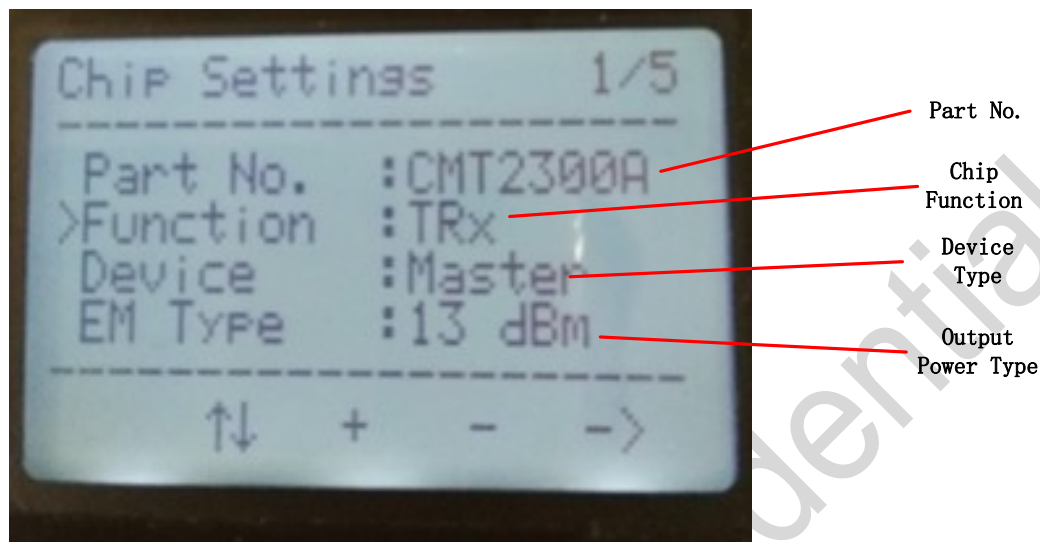 Chip Settings 1/5
Part No. :CMT2300A
>Function :TRx
Device :Master
EM Type :13 dBm
↑↓ + - ->
Part No.
Chip
Function
Device
Type
Output
Power Type